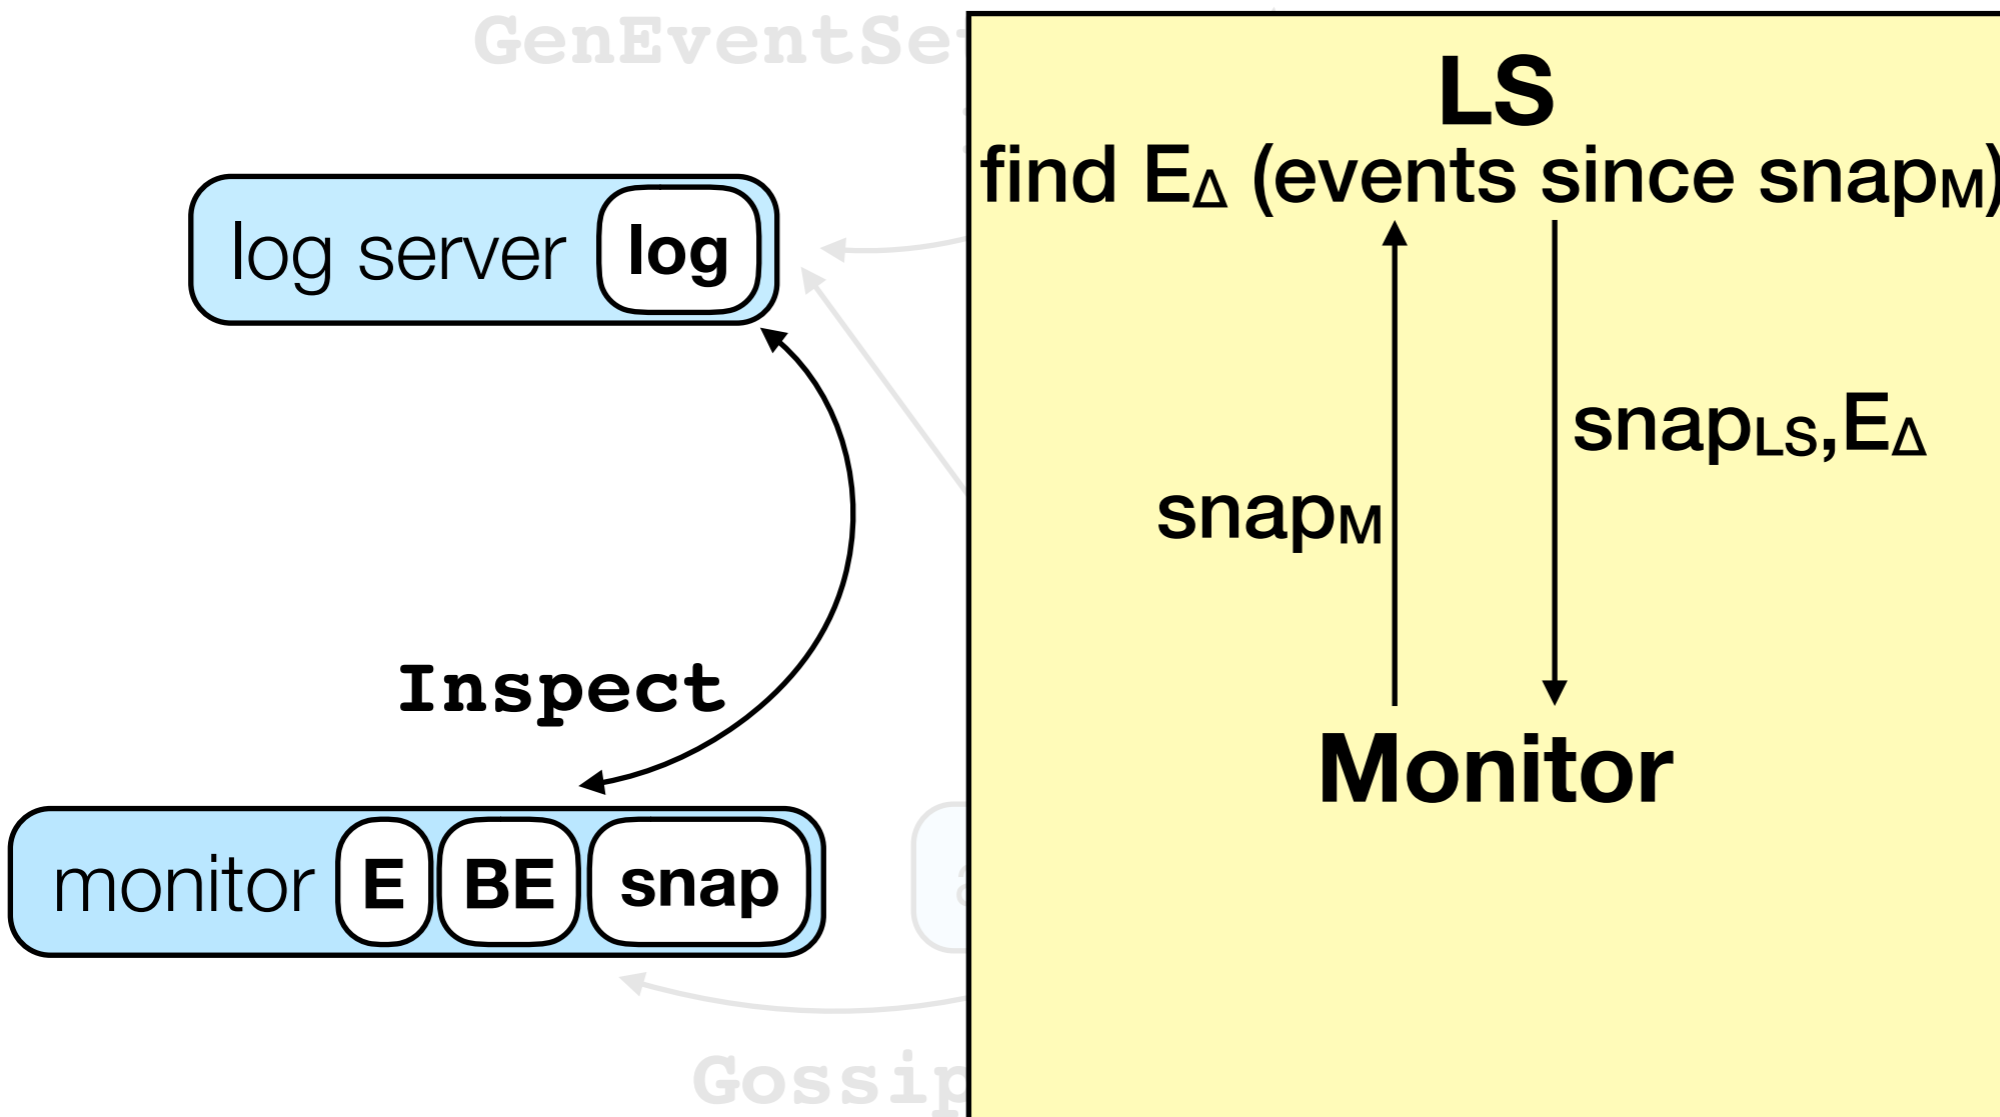 GenEventSe
log server log
Inspect
monitor E BE snap
Gossip
LS
find EΔ (events since snapM)
snapLS,EΔ
snapM
Monitor